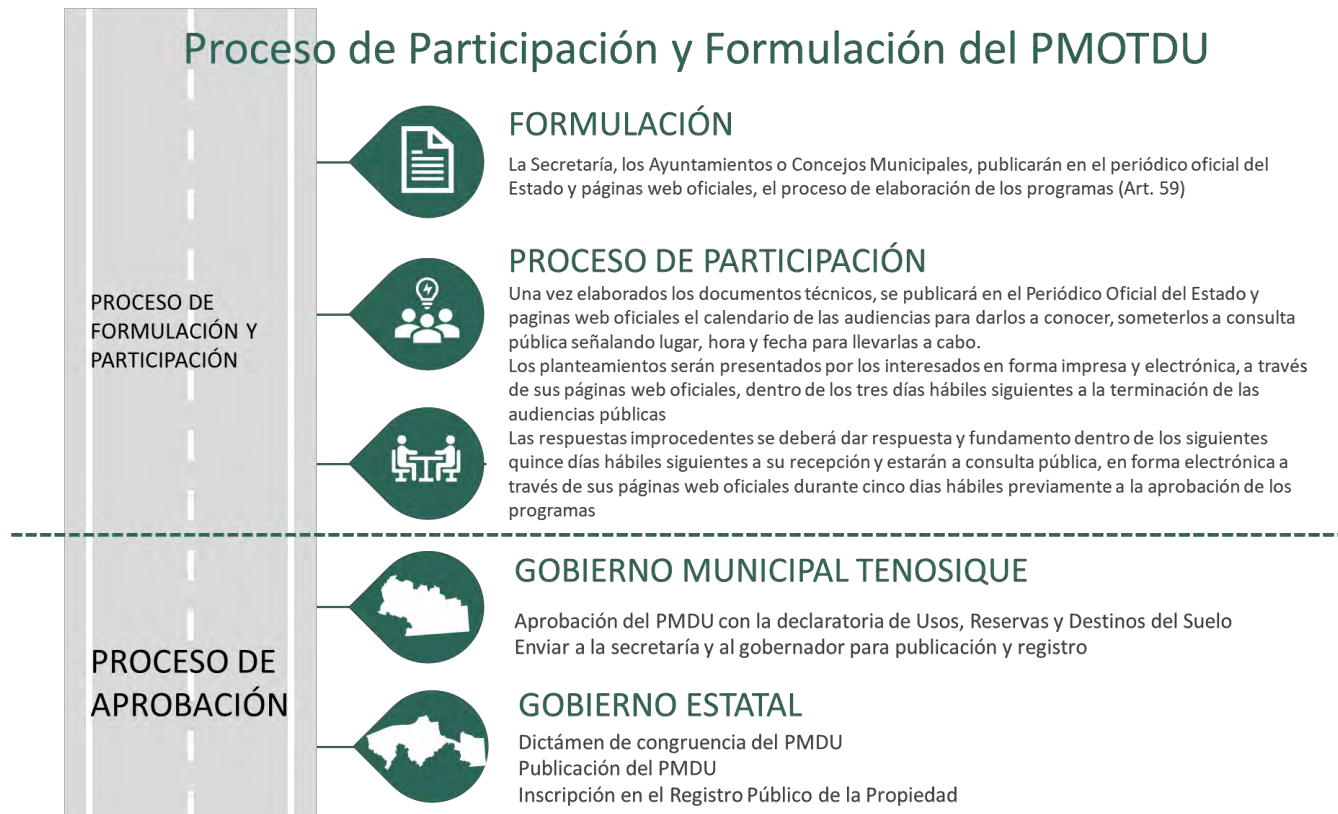 Proceso de Participación y Formulación del PMOTDU
FORMULACIÓN
La Secretaría, los Ayuntamientos o Concejos Municipales, publicarán en el periódico oficial del
Estado y páginas web oficiales, el proceso de elaboración de los programas (Art. 59)
PROCESO DE
FORMULACIÓN Y
PARTICIPACIÓN
PROCESO DE PARTICIPACIÓN
Una vez elaborados los documentos técnicos, se publicará en el Periódico Oficial del Estado y
paginas web oficiales el calendario de las audiencias para darlos a conocer, someterlos a consulta
pública señalando lugar, hora y fecha para llevarlas a cabo.
Los planteamientos serán presentados por los interesados en forma impresa y electrónica, a través
de sus páginas web oficiales, dentro de los tres días hábiles siguientes a la terminación de las
audiencias públicas
Las respuestas improcedentes se deberá dar respuesta y fundamento dentro de los siguientes
quince días hábiles siguientes a su recepción y estarán a consulta pública, en forma electrónica a
través de sus páginas web oficiales durante cinco dias hábiles previamente a la aprobación de los
programas
PROCESO DE
APROBACIÓN
GOBIERNO MUNICIPAL TENOSIQUE
Aprobación del PMDU con la declaratoria de Usos, Reservas y Destinos del Suelo
Enviar a la secretaría y al gobernador para publicación y registro
GOBIERNO ESTATAL
Dictámen de congruencia del PMDU
Publicación del PMDU
Inscripción en el Registro Público de la Propiedad